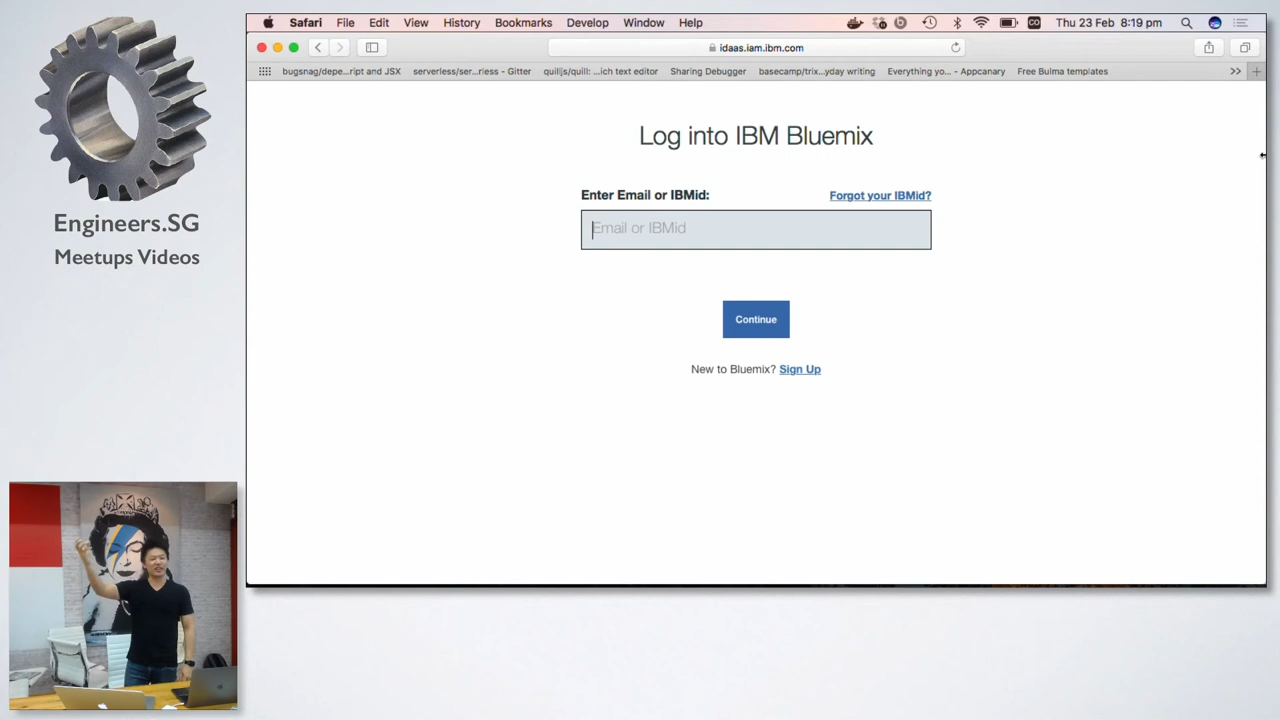 Engineers.SG
Meetups Videos
Safari File Edit View History Bookmarks Develop Window Help
Thu 23 Feb 8:19 pm
idaas.iam.ibm.com
bugsnag/depe...ript and JSX serverless/ser...rless - Gitter quilljs/quill: ...ich text editor Sharing Debugger basecamp/trix...yday writing Everything yo... - Appcanary Free Bulma templates >>
Log into IBM Bluemix
Enter Email or IBMid: Forgot your IBMid?
Email or IBMid
Continue
New to Bluemix? Sign Up